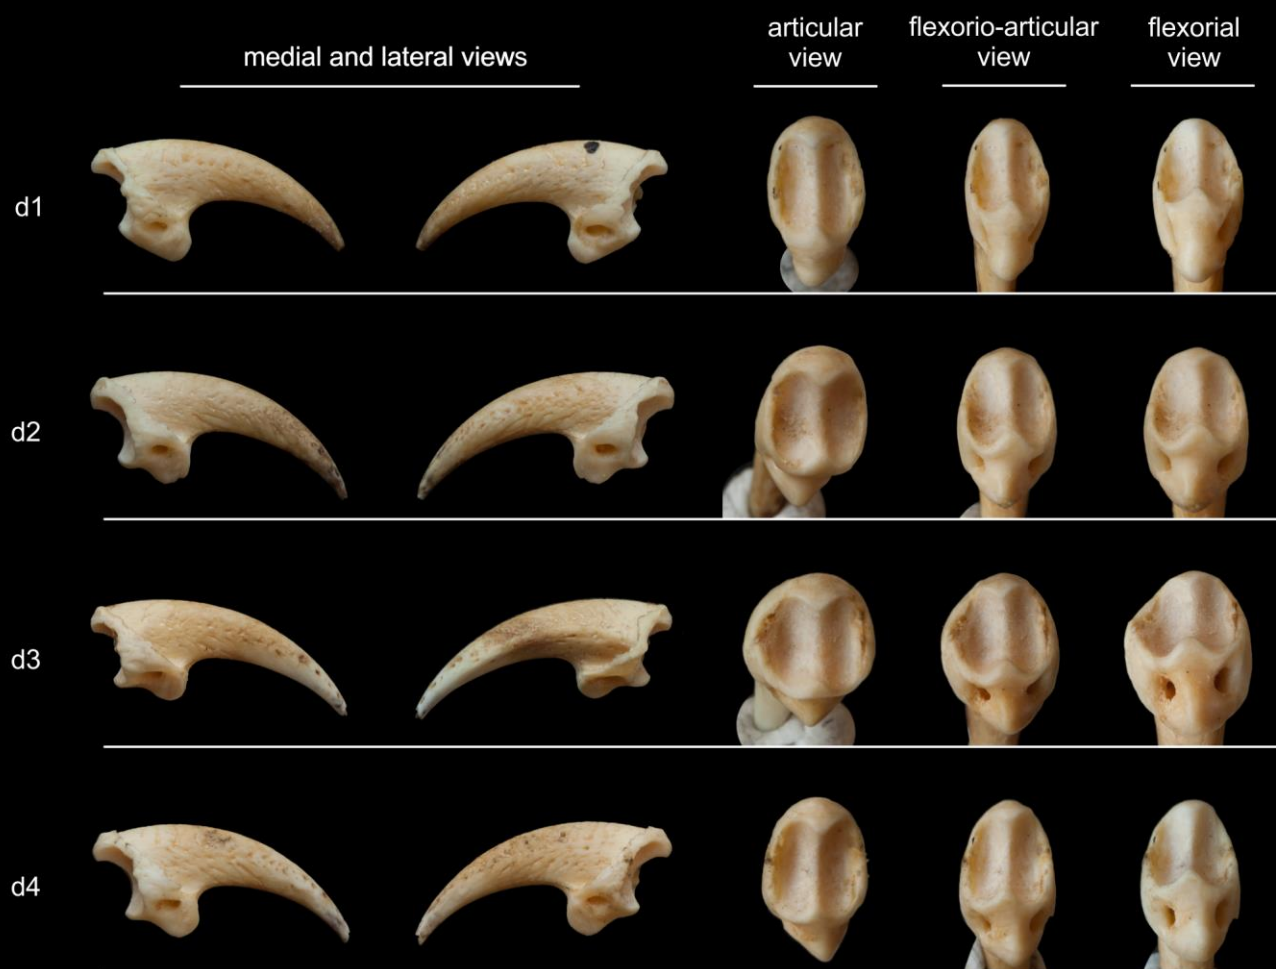 medial and lateral views
articular
view
flexorio-articular
view
flexorial
view
d1
d2
d3
d4